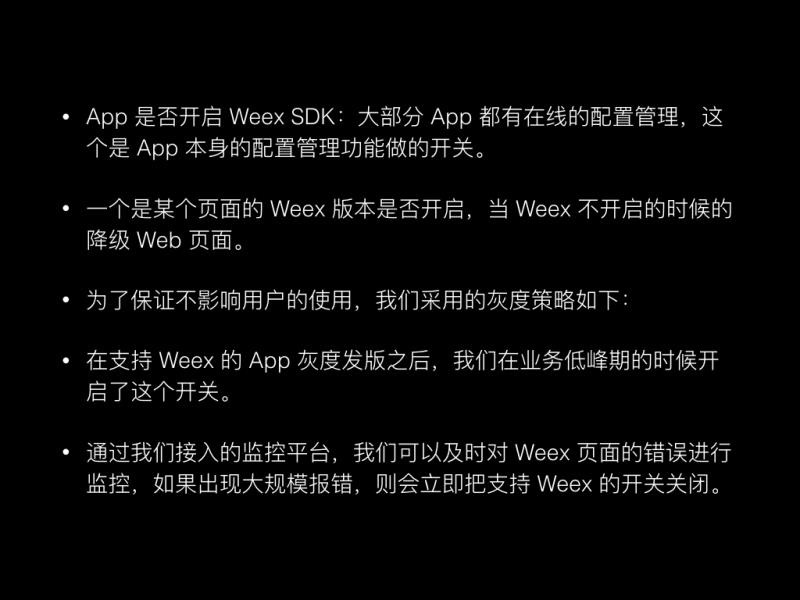 • App 是否开启 Weex SDK：大部分 App 都有在线的配置管理，这
个是 App 本身的配置管理功能做的开关。
• 一个是某个页面的 Weex 版本是否开启，当 Weex 不开启的时候的
降级 Web 页面。
• 为了保证不影响用户的使用，我们采用的灰度策略如下：
• 在支持 Weex 的 App 灰度发版之后，我们在业务低峰期的时候开
启了这个开关。
• 通过我们接入的监控平台，我们可以及时对 Weex 页面的错误进行
监控，如果出现大规模报错，则会立即把支持 Weex 的开关关闭。